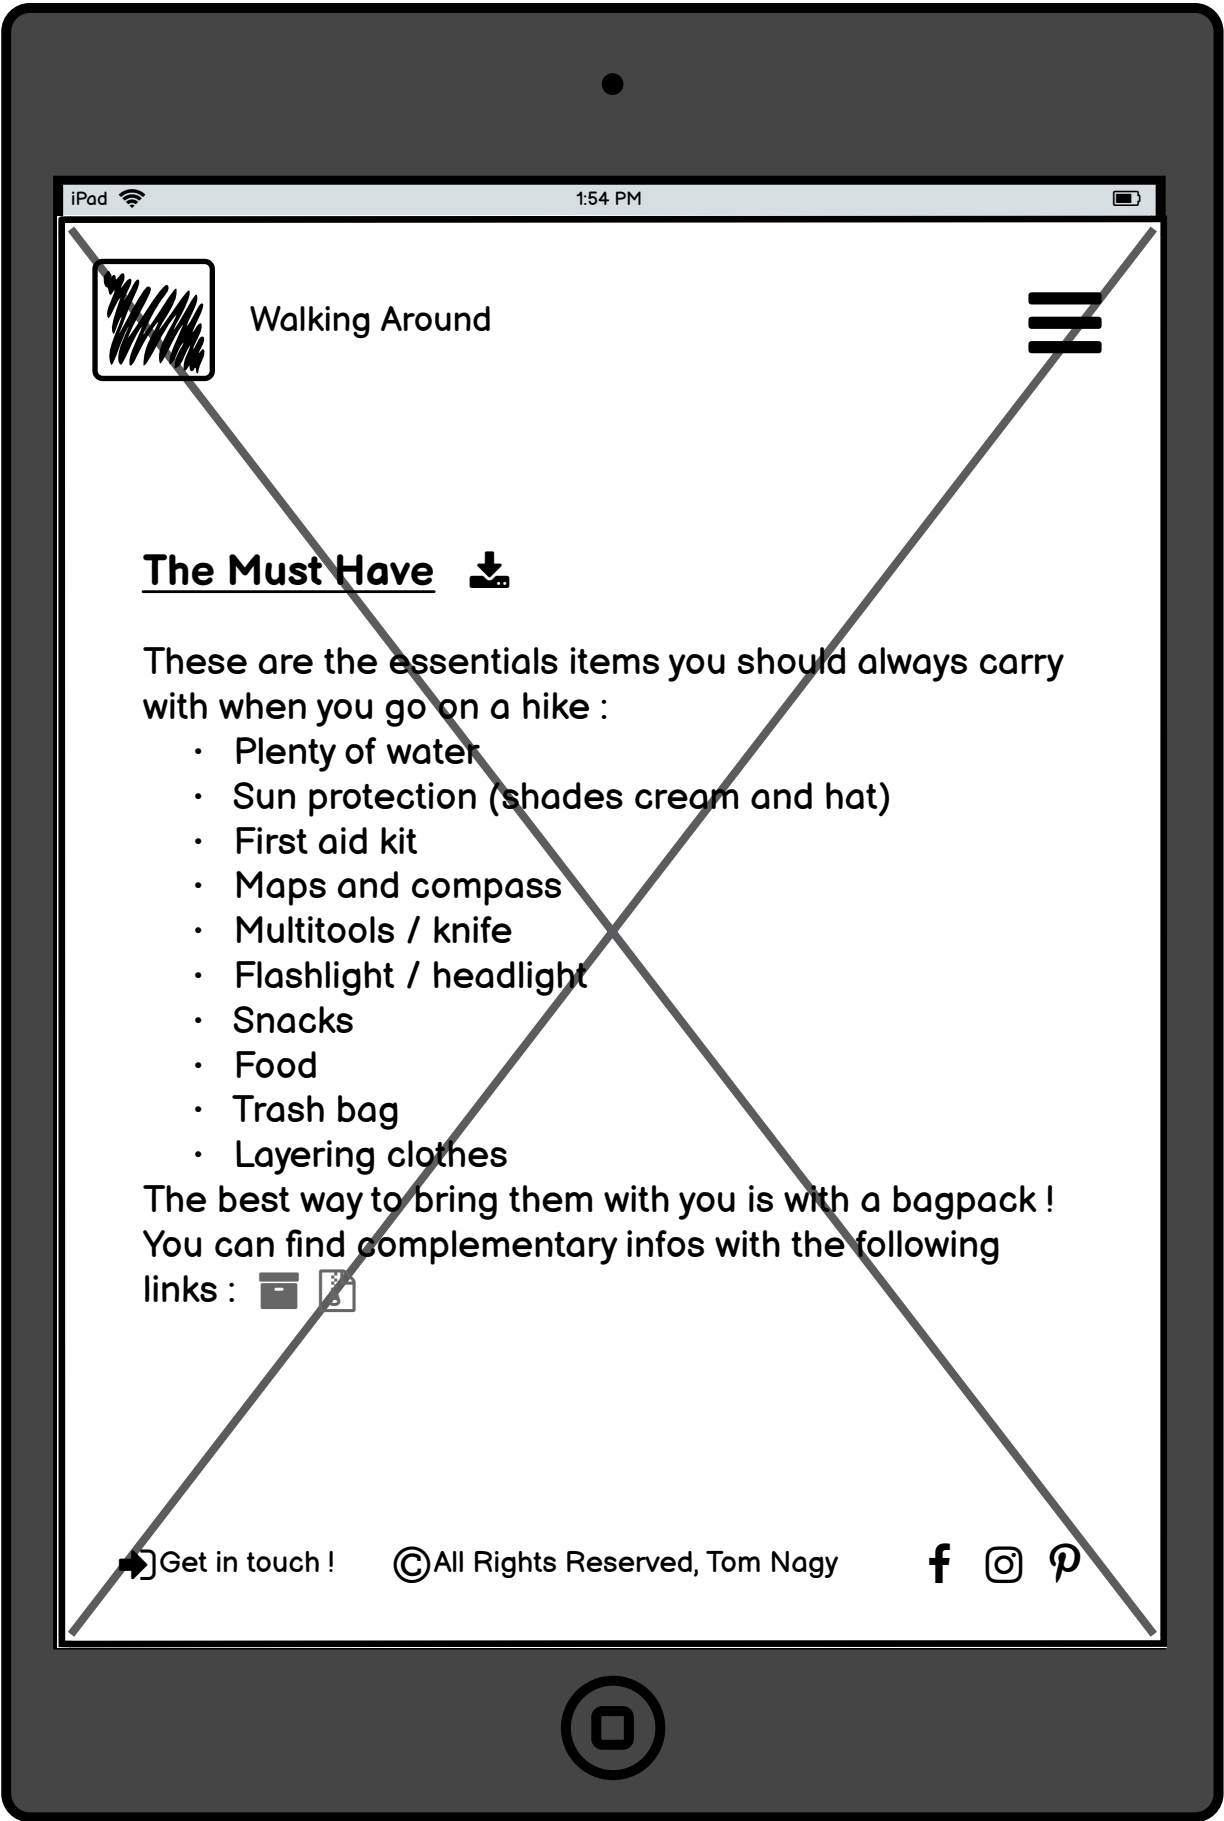 iPad 1:54 PM
Walking Around
The Must Have
These are the essentials items you should always carry
with when you go on a hike :
· Plenty of water
· Sun protection (shades cream and hat)
· First aid kit
· Maps and compass
· Multitools / knife
· Flashlight / headlight
· Snacks
· Food
· Trash bag
· Layering clothes
The best way to bring them with you is with a bagpack !
You can find complementary infos with the following
links :
Get in touch ! ©All Rights Reserved, Tom Nagy